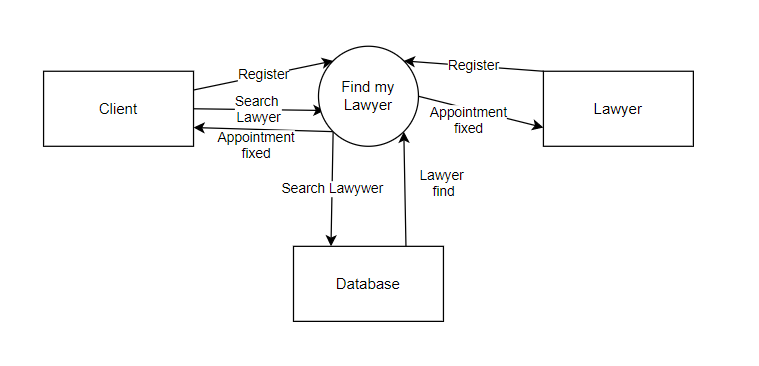 Client
Register
Search
Lawyer
Appointment
fixed
Find my
Lawyer
Register
Appointment
fixed
Lawyer
Search Lawywer
Lawyer
find
Database